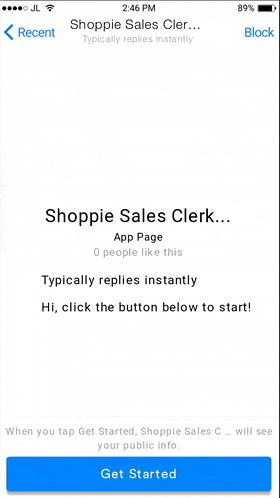 JL 2:46 PM 89%
Recent Shoppie Sales Cler... Block
Typically replies instantly
Shoppie Sales Clerk...
App Page
0 people like this
Typically replies instantly
Hi, click the button below to start!
When you tap Get Started, Shoppie Sales C ... will see
your public info.
Get Started